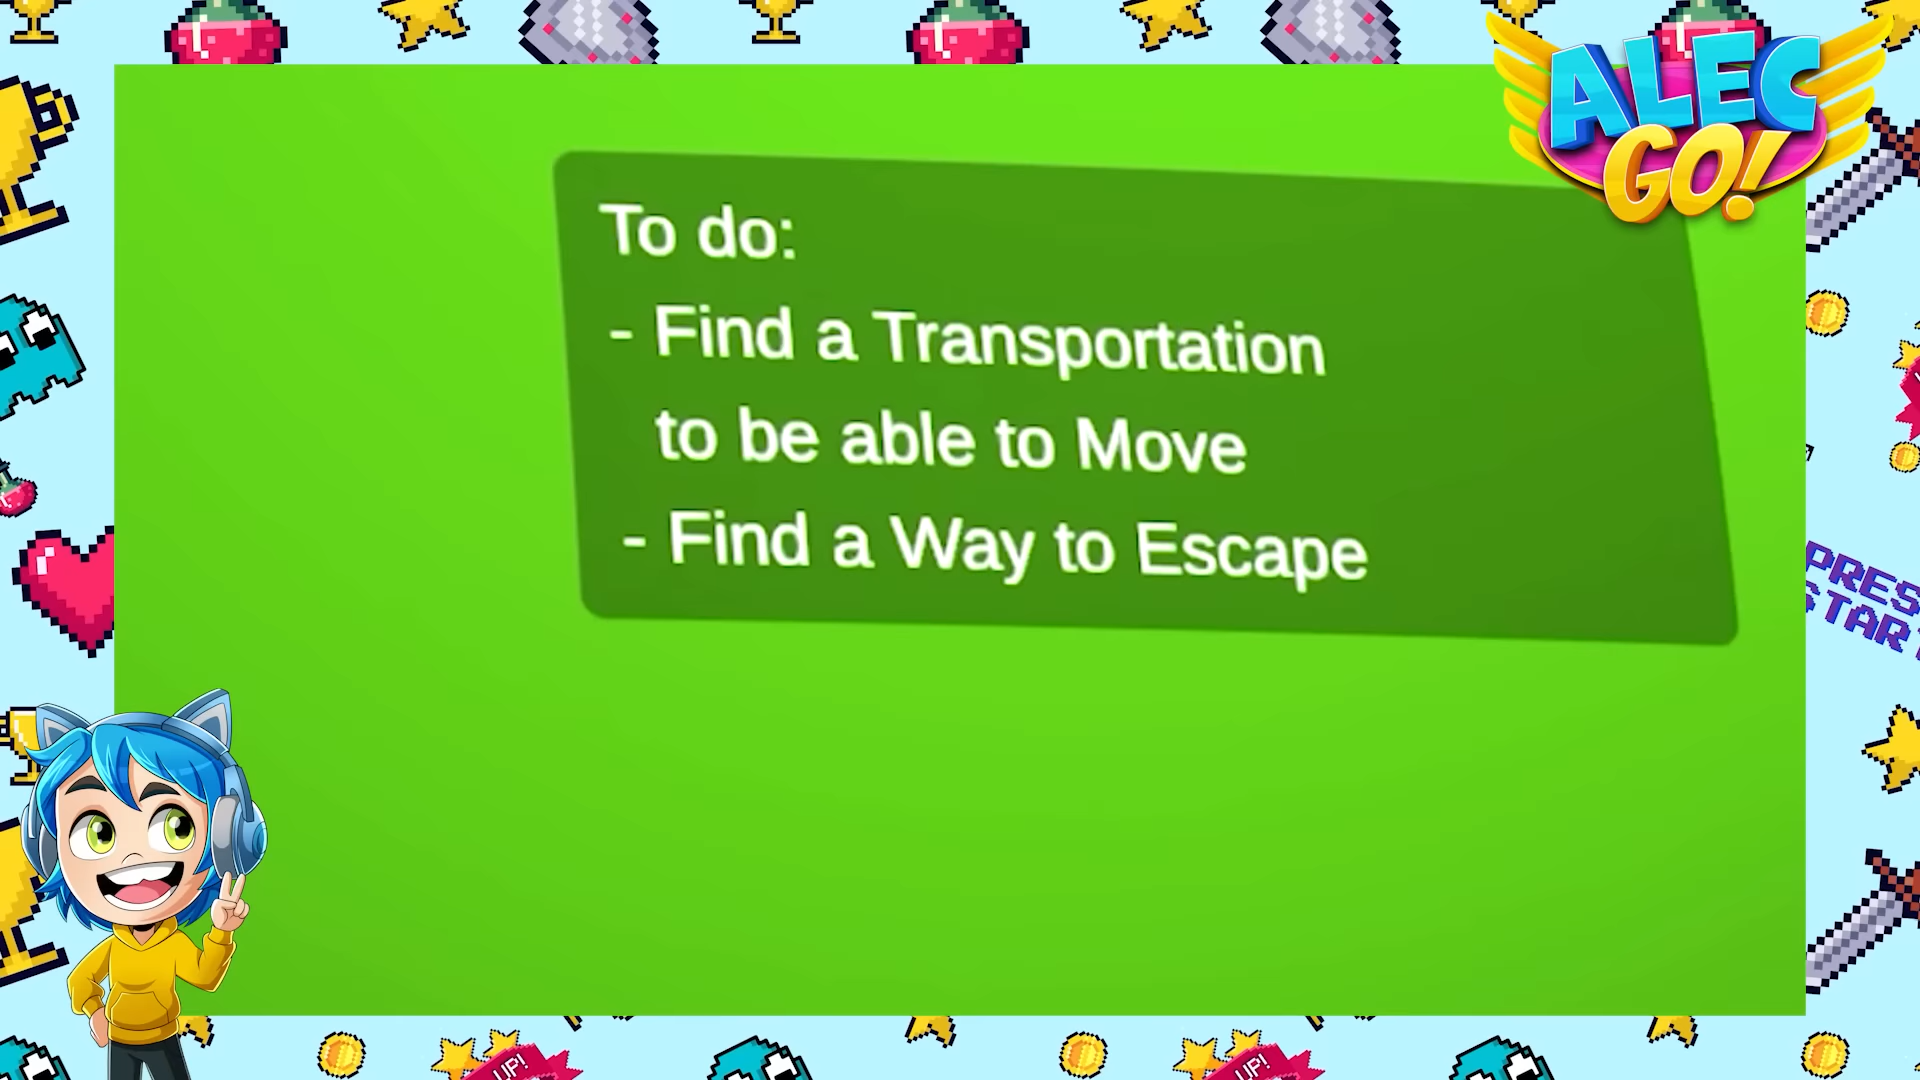 ALEC
GO!
To do:
- Find a Transportation
to be able to Move
- Find a Way to Escape
PRES
STAR
UP!
UP!